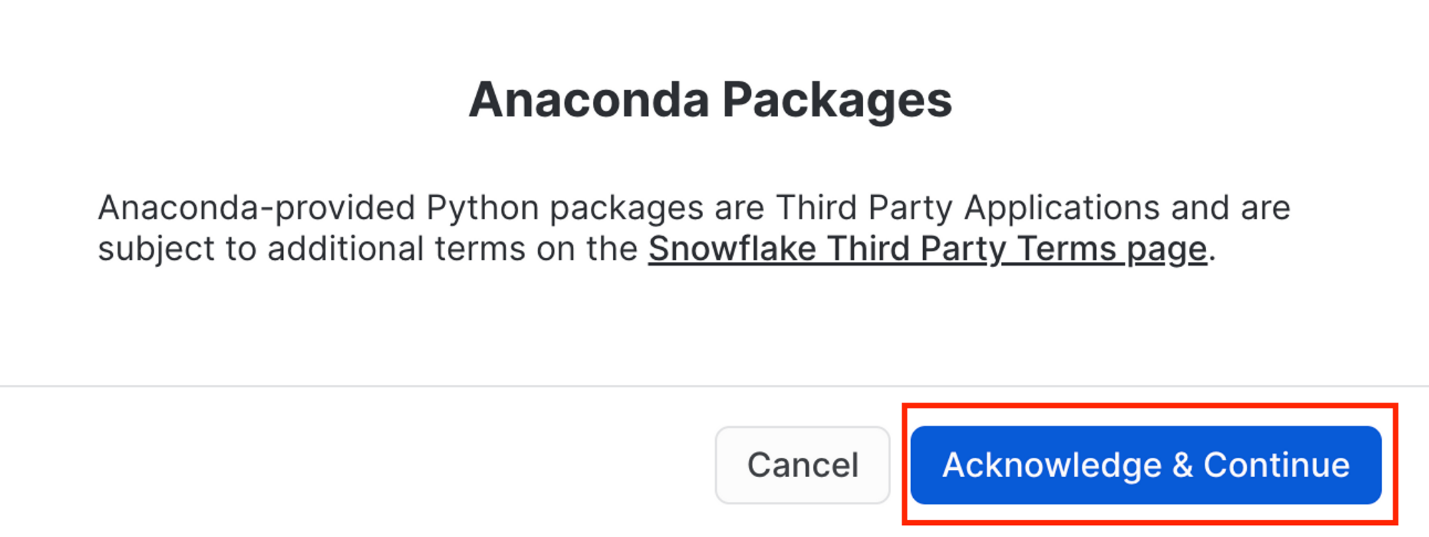 Anaconda Packages
Anaconda-provided Python packages are Third Party Applications and are
subject to additional terms on the Snowflake Third Party Terms page.
Cancel
Acknowledge & Continue